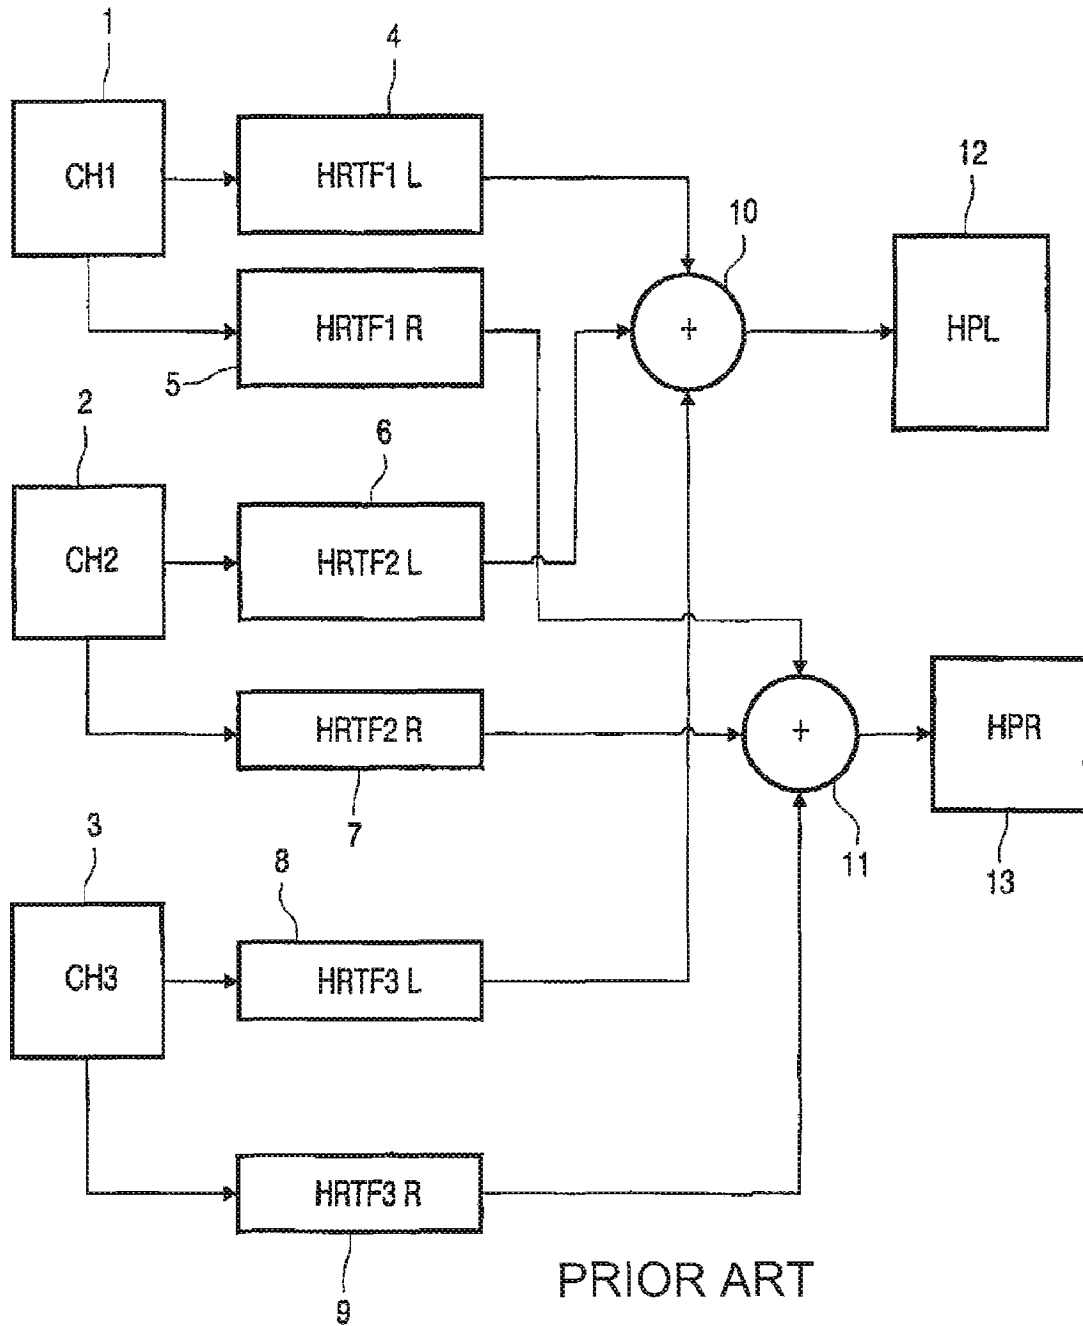 1
4
CH1
HRTF1 L
12
10
HRTF1 R
+
HPL
5
2
6
CH2
HRTF2 L
HRTF2 R
+
HPR
7
11
13
3
8
CH3
HRTF3 L
HRTF3 R
9
PRIOR ART